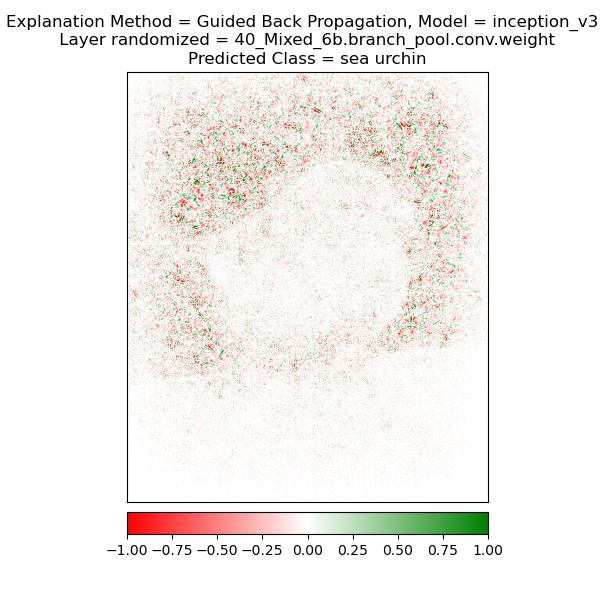 Explanation Method = Guided Back Propagation, Model = inception_v3
Layer randomized = 40_Mixed_6b.branch_pool.conv.weight
Predicted Class = sea urchin
−1.00 −0.75 −0.50 −0.25 0.00 0.25 0.50 0.75 1.00